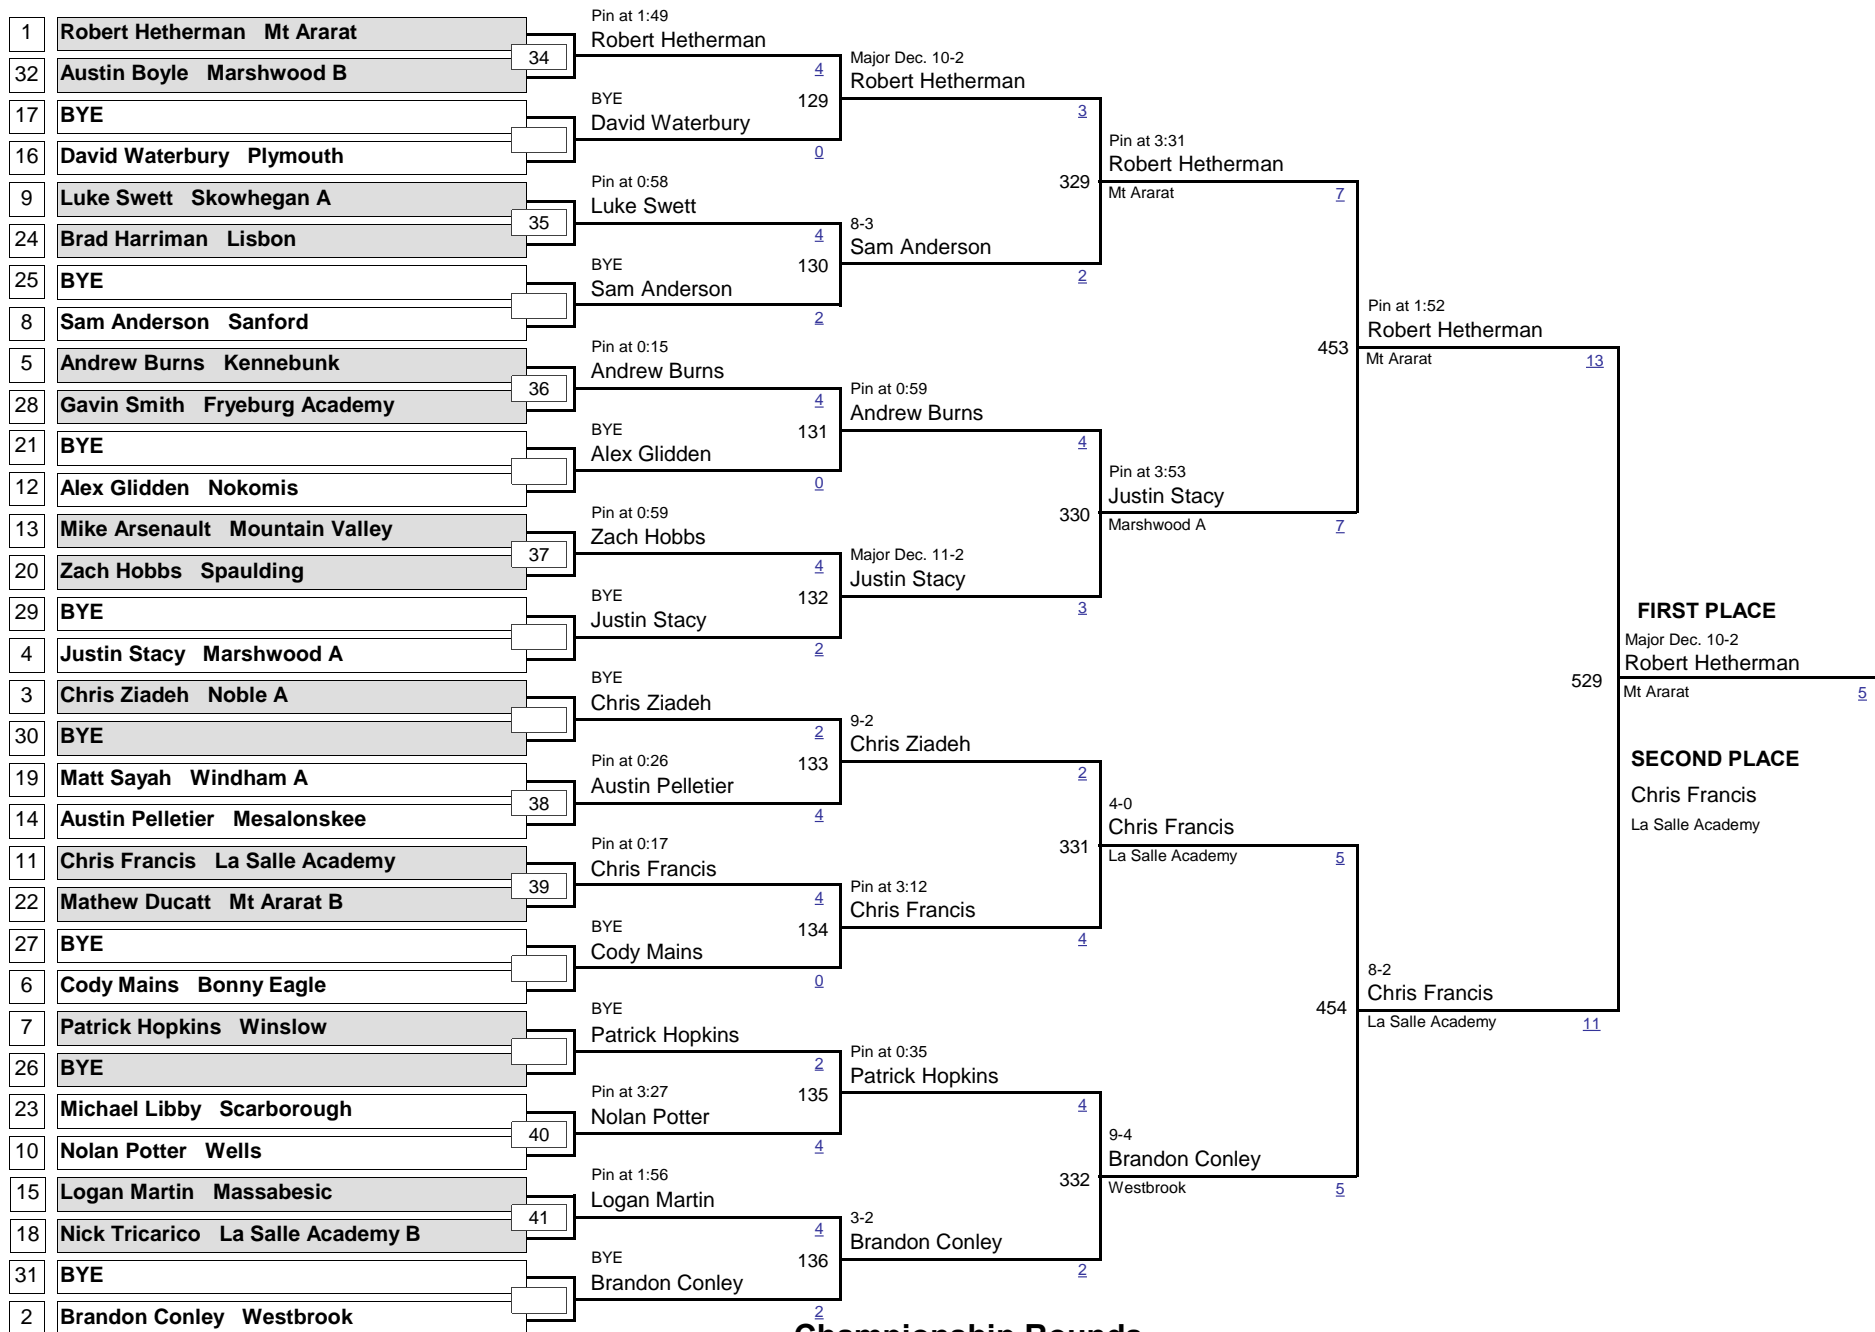 1 Robert Hetherman Mt Ararat
32 Austin Boyle Marshwood B
17 BYE
16 David Waterbury Plymouth
9 Luke Swett Skowhegan A
24 Brad Harriman Lisbon
25 BYE
8 Sam Anderson Sanford
5 Andrew Burns Kennebunk
28 Gavin Smith Fryeburg Academy
21 BYE
12 Alex Glidden Nokomis
13 Mike Arsenault Mountain Valley
20 Zach Hobbs Spaulding
29 BYE
4 Justin Stacy Marshwood A
3 Chris Ziadeh Noble A
30 BYE
19 Matt Sayah Windham A
14 Austin Pelletier Mesalonskee
11 Chris Francis La Salle Academy
22 Mathew Ducatt Mt Ararat B
27 BYE
6 Cody Mains Bonny Eagle
7 Patrick Hopkins Winslow
26 BYE
23 Michael Libby Scarborough
10 Nolan Potter Wells
15 Logan Martin Massabesic
18 Nick Tricarico La Salle Academy B
31 BYE
2 Brandon Conley Westbrook
34
35
36
37
38
39
40
41
Pin at 1:49
Robert Hetherman
4
BYE
129
David Waterbury
0
Pin at 0:58
Luke Swett
4
BYE
130
Sam Anderson
2
Pin at 0:15
Andrew Burns
4
BYE
131
Alex Glidden
0
Pin at 0:59
Zach Hobbs
4
BYE
132
Justin Stacy
2
BYE
Chris Ziadeh
2
Pin at 0:26
133
Austin Pelletier
4
Pin at 0:17
Chris Francis
4
BYE
134
Cody Mains
0
BYE
Patrick Hopkins
2
Pin at 3:27
135
Nolan Potter
4
Pin at 1:56
Logan Martin
4
BYE
136
Brandon Conley
2
Major Dec. 10-2
Robert Hetherman
3
329
8-3
Sam Anderson
2
Pin at 0:59
Andrew Burns
4
330
Major Dec. 11-2
Justin Stacy
3
9-2
Chris Ziadeh
2
331
Pin at 3:12
Chris Francis
4
Pin at 0:35
Patrick Hopkins
4
332
3-2
Brandon Conley
2
Pin at 3:31
Robert Hetherman
Mt Ararat
7
453
Pin at 3:53
Justin Stacy
Marshwood A
7
4-0
Chris Francis
La Salle Academy
5
454
9-4
Brandon Conley
Westbrook
5
Pin at 1:52
Robert Hetherman
Mt Ararat
13
529
8-2
Chris Francis
La Salle Academy
11
FIRST PLACE
Major Dec. 10-2
Robert Hetherman
Mt Ararat
5
SECOND PLACE
Chris Francis
La Salle Academy
Championship Rounds